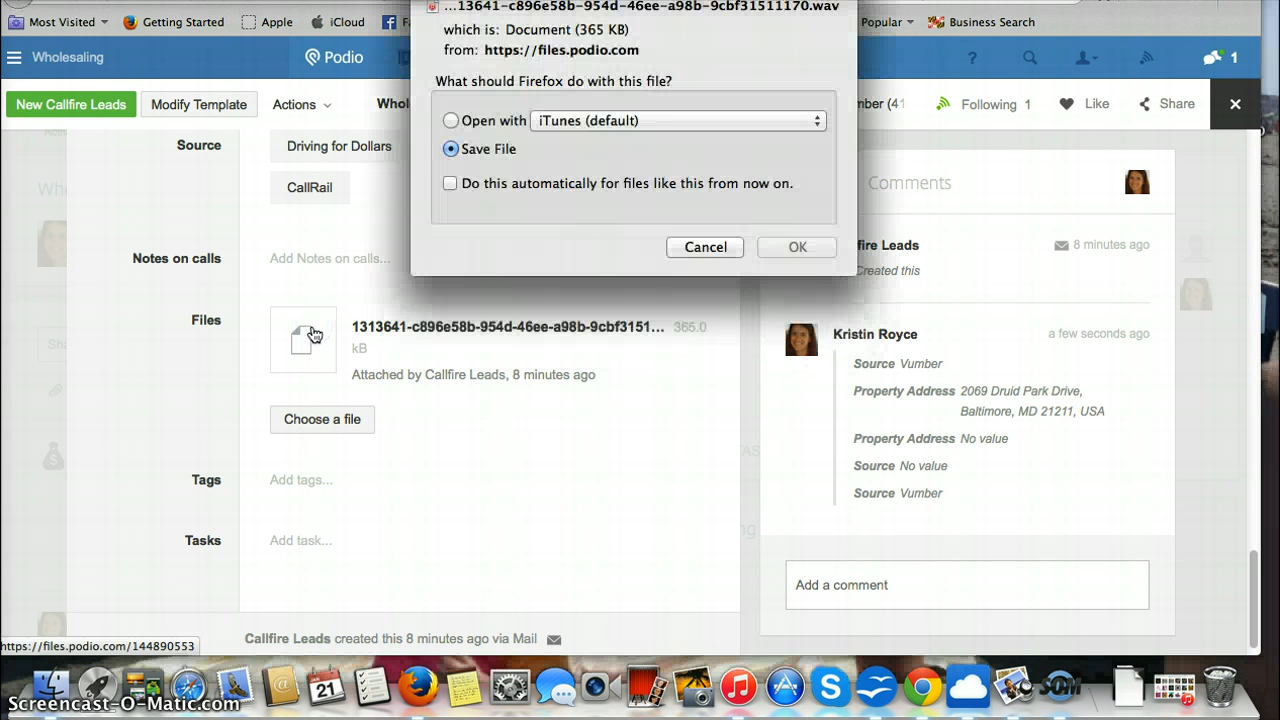 ...13641-c896e58b-954d-46ee-a98b-9cbf31511170.wav
Most Visited Getting Started Apple iCloud Popular Business Search
which is: Document (365 KB)
from: https://files.podio.com
Wholesaling Podio ? 1
What should Firefox do with this file?
New Callfire Leads Modify Template Actions Following 1 Like Share
Open with iTunes (default)
Source Driving for Dollars
Save File
CallRail
Do this automatically for files like this from now on.
Comments
Cancel OK
8 minutes ago
Notes on calls Add Notes on calls...
Created this
Files
1313641-c896e58b-954d-46ee-a98b-9cbf3151... 365.0
kB
Attached by Callfire Leads, 8 minutes ago
Kristin Royce a few seconds ago
Source Vumber
Property Address 2069 Druid Park Drive,
Baltimore, MD 21211, USA
Property Address No value
Source No value
Source Vumber
Choose a file
Tags Add tags...
Tasks Add task...
Add a comment
Callfire Leads created this 8 minutes ago via Mail
https://files.podio.com/144890553
21
SOM
Screencast-O-Matic.com